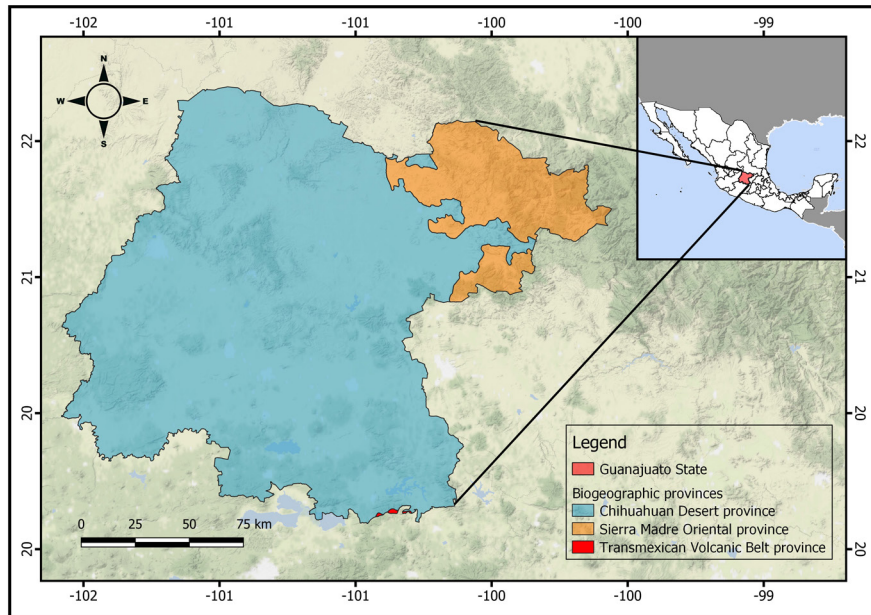 -102 -101 -101 -100 -100 -99
N
W E
S
22 22
21 21
20 20
20 20
0 25 50 75 km
Legend
Guanajuato State
Biogeographic provinces
Chihuahuan Desert province
Sierra Madre Oriental province
Transmexican Volcanic Belt province
-102 -101 -101 -100 -100 -99